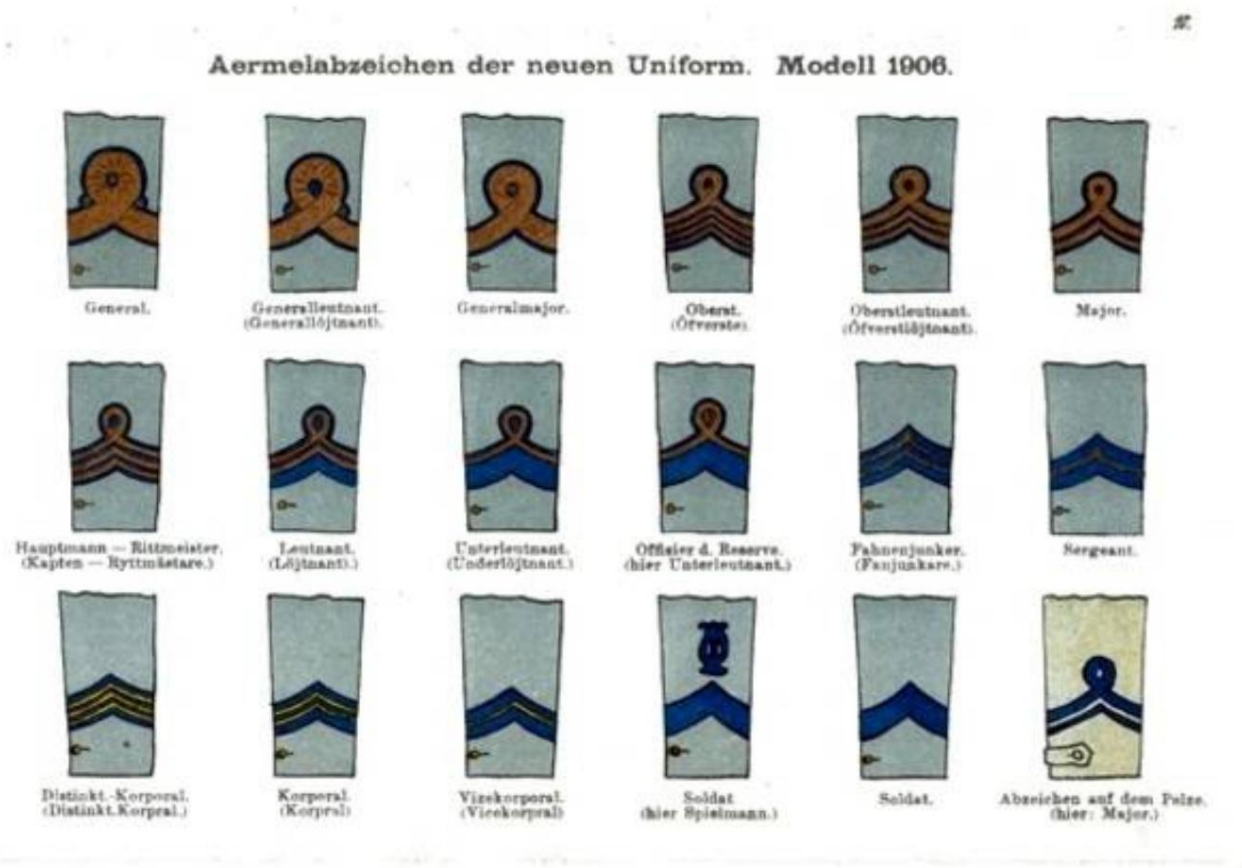 Aermelabzeichen der neuen Uniform. Modell 1906.
General.
Generalleutnant.
(Generallöjtnant).
Generalmajor.
Oberst.
(Öfverste).
Oberstleutnant.
(Öfverstlöjtnant).
Major.
Hauptmann — Rittmeister.
(Kapten — Ryttmästare.)
Leutnant.
(Löjtnant).)
Unterleutnant.
(Underlöjtnant.)
Offizier d. Reserve.
(hier Unterleutnant.)
Fahnenjunker.
(Fanjunkare.)
Sergeant.
Distinkt.-Korporal.
(Distinkt.Korpral.)
Korporal.
(Korpral)
Vizekorporal.
(Vicekorpral)
Soldat
(hier Spielmann.)
Soldat.
Abzeichen auf dem Pelze.
(hier: Major.)